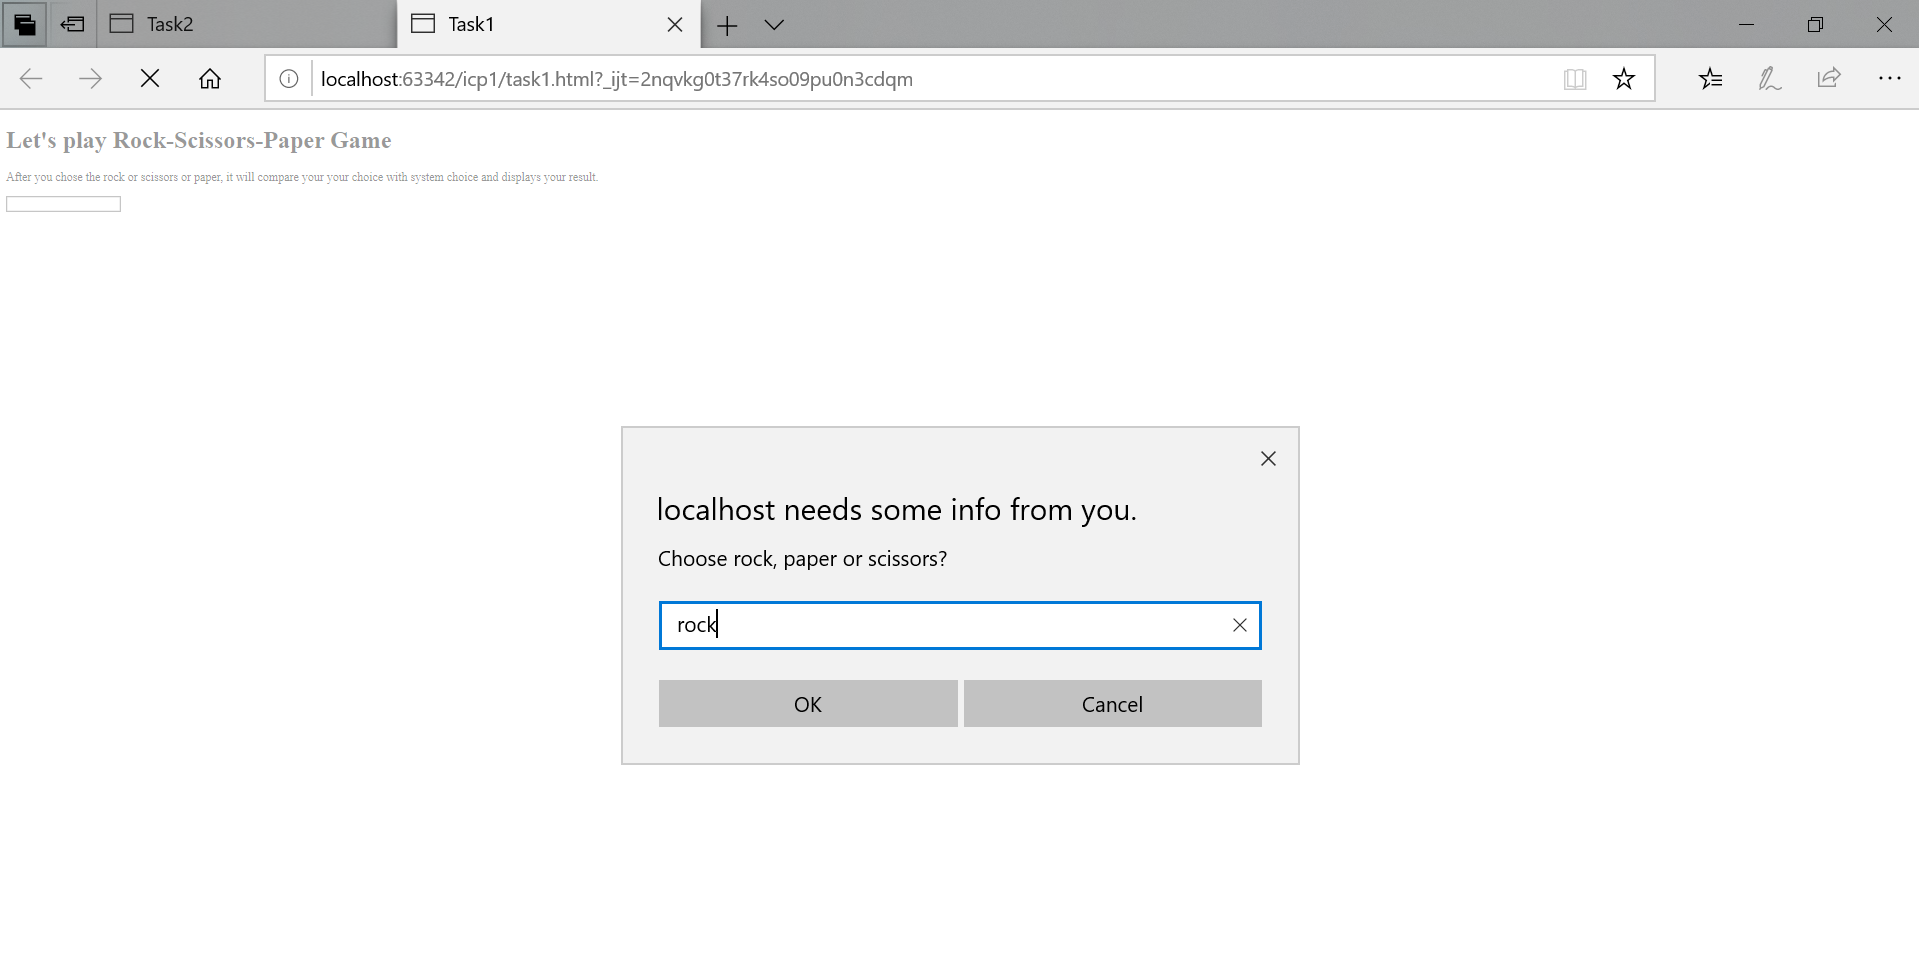 Task2
Task1
localhost:63342/icp1/task1.html?_ijt=2nqvkg0t37rk4so09pu0n3cdqm
Let's play Rock-Scissors-Paper Game
After you chose the rock or scissors or paper, it will compare your your choice with system choice and displays your result.
localhost needs some info from you.
Choose rock, paper or scissors?
rock
OK
Cancel